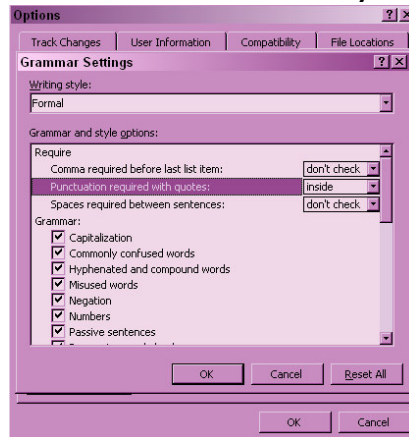 Options
Track Changes User Information Compatibility File Locations
Grammar Settings
Writing style:
Formal
Grammar and style options:
Require
Comma required before last list item: don't check
Punctuation required with quotes: inside
Spaces required between sentences: don't check
Grammar:
Capitalization
Commonly confused words
Hyphenated and compound words
Misused words
Negation
Numbers
Passive sentences
OK Cancel Reset All
OK Cancel